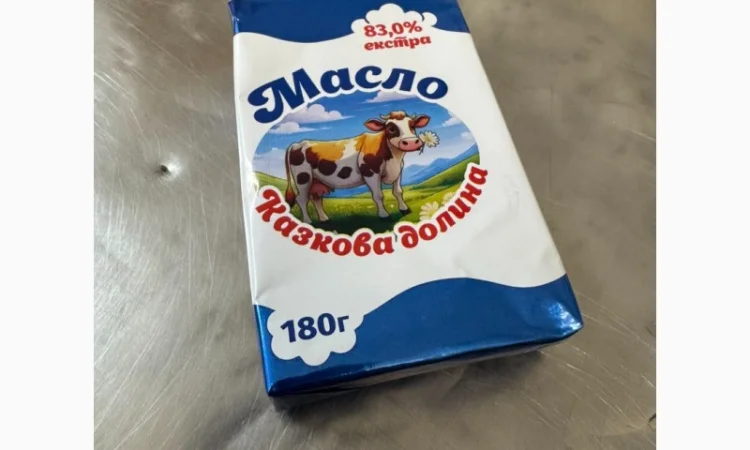 83,0%
екстра
Масло
Казкова долина
180г